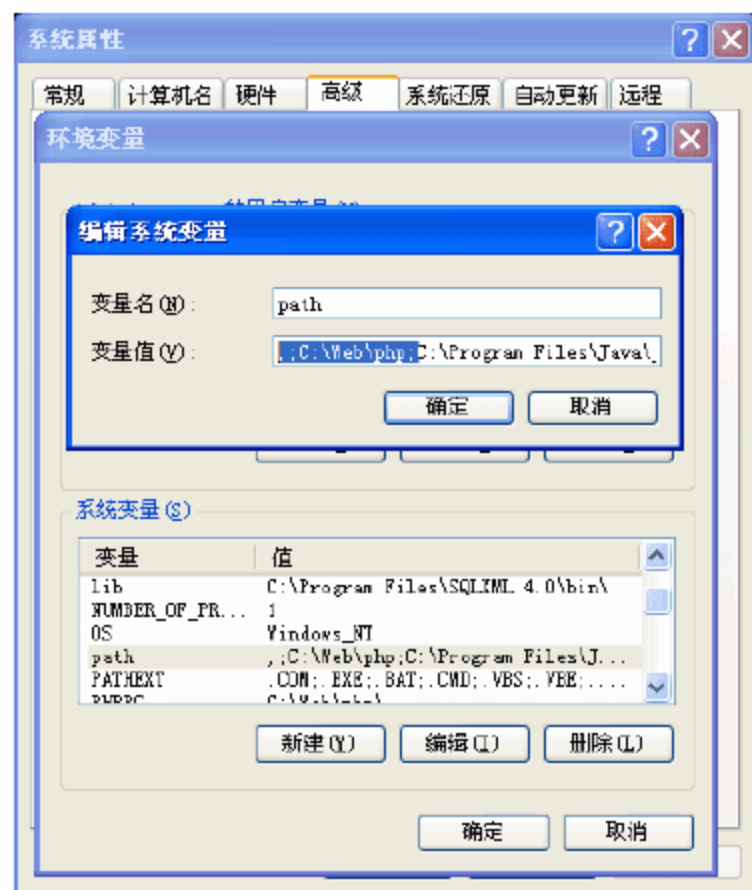 系统属性
常规 计算机名 硬件 高级 系统还原 自动更新 远程
环境变量
编辑系统变量
变量名(N): path
变量值(V): ,;C:\Web\php;C:\Program Files\Java\
确定 取消
系统变量(S)
变量 值
lib C:\Program Files\SQLXML 4.0\bin\
NUMBER_OF_PR... 1
OS Windows_NT
path ,;C:\Web\php;C:\Program Files\J...
PATHEXT .COM;.EXE;.BAT;.CMD;.VBS;.VBE;....
新建(W) 编辑(I) 删除(L)
确定 取消